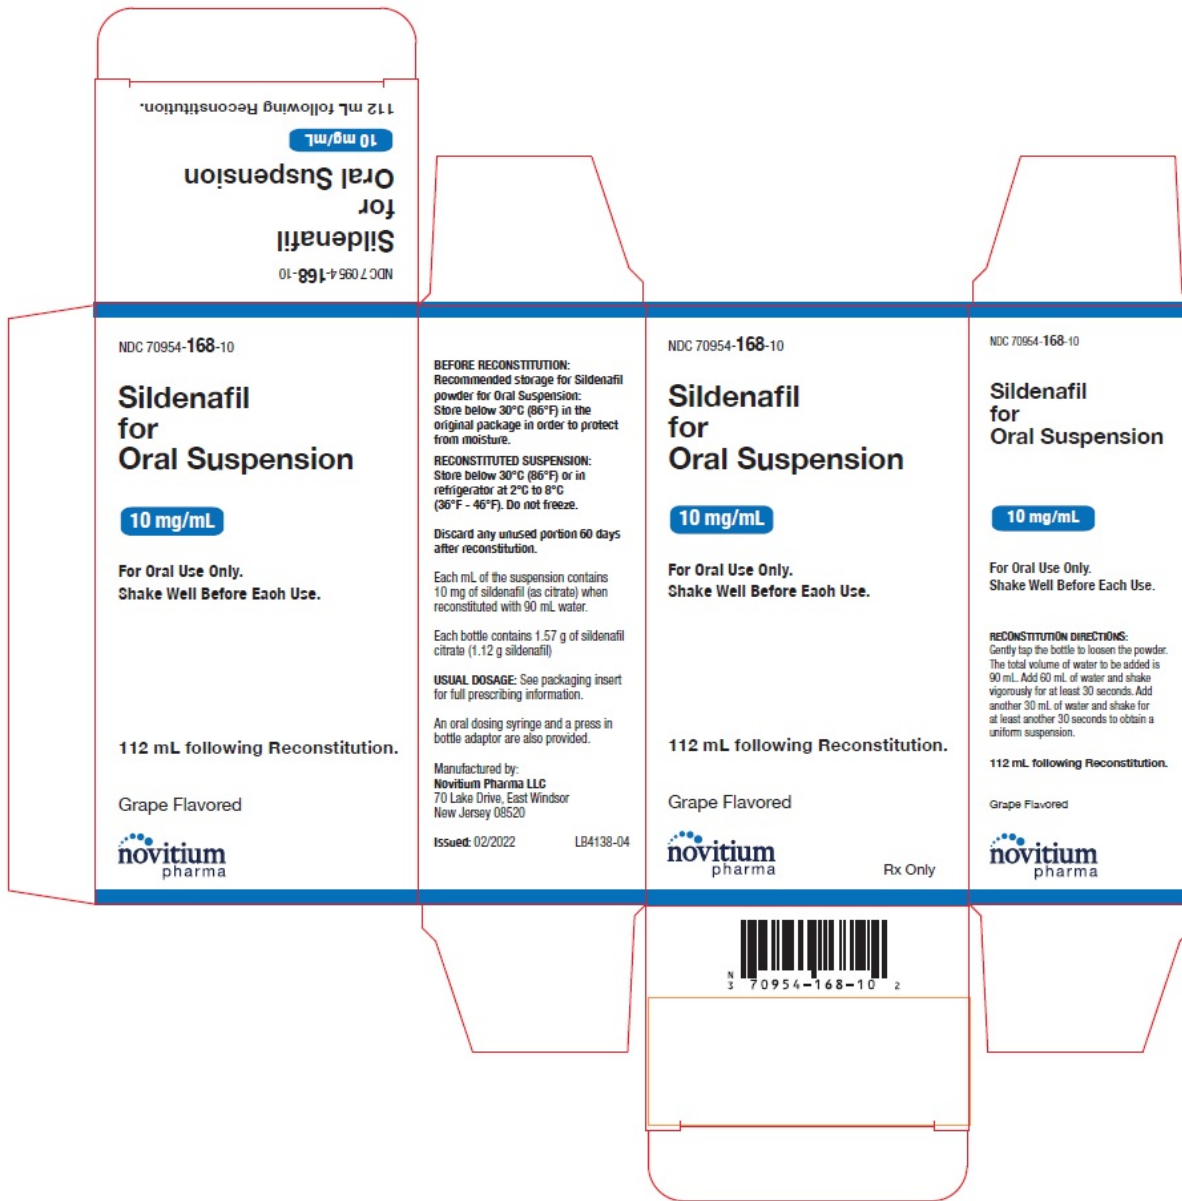 112 mL following Reconstitution.
10 mg/mL
Oral Suspension
for
Sildenafil
NDC 70954-168-10
NDC 70954-168-10
Sildenafil
for
Oral Suspension
10 mg/mL
For Oral Use Only.
Shake Well Before Each Use.
112 mL following Reconstitution.
Grape Flavored
novitium
pharma
BEFORE RECONSTITUTION:
Recommended storage for Sildenafil
powder for Oral Suspension:
Store below 30°C (86°F) in the
original package in order to protect
from moisture.
RECONSTITUTED SUSPENSION:
Store below 30°C (86°F) or in
refrigerator at 2°C to 8°C
(36°F - 46°F). Do not freeze.
Discard any unused portion 60 days
after reconstitution.
Each mL of the suspension contains
10 mg of sildenafil (as citrate) when
reconstituted with 90 mL water.
Each bottle contains 1.57 g of sildenafil
citrate (1.12 g sildenafil)
USUAL DOSAGE: See packaging insert
for full prescribing information.
An oral dosing syringe and a press in
bottle adaptor are also provided.
Manufactured by:
Novitium Pharma LLC
70 Lake Drive, East Windsor
New Jersey 08520
Issued: 02/2022 LB4138-04
NDC 70954-168-10
Sildenafil
for
Oral Suspension
10 mg/mL
For Oral Use Only.
Shake Well Before Each Use.
112 mL following Reconstitution.
Grape Flavored
novitium
pharma
Rx Only
NDC 70954-168-10
Sildenafil
for
Oral Suspension
10 mg/mL
For Oral Use Only.
Shake Well Before Each Use.
RECONSTITUTION DIRECTIONS:
Gently tap the bottle to loosen the powder.
The total volume of water to be added is
90 mL. Add 60 mL of water and shake
vigorously for at least 30 seconds. Add
another 30 mL of water and shake for
at least another 30 seconds to obtain a
uniform suspension.
112 mL following Reconstitution.
Grape Flavored
novitium
pharma
N
3 70954-168-10 2